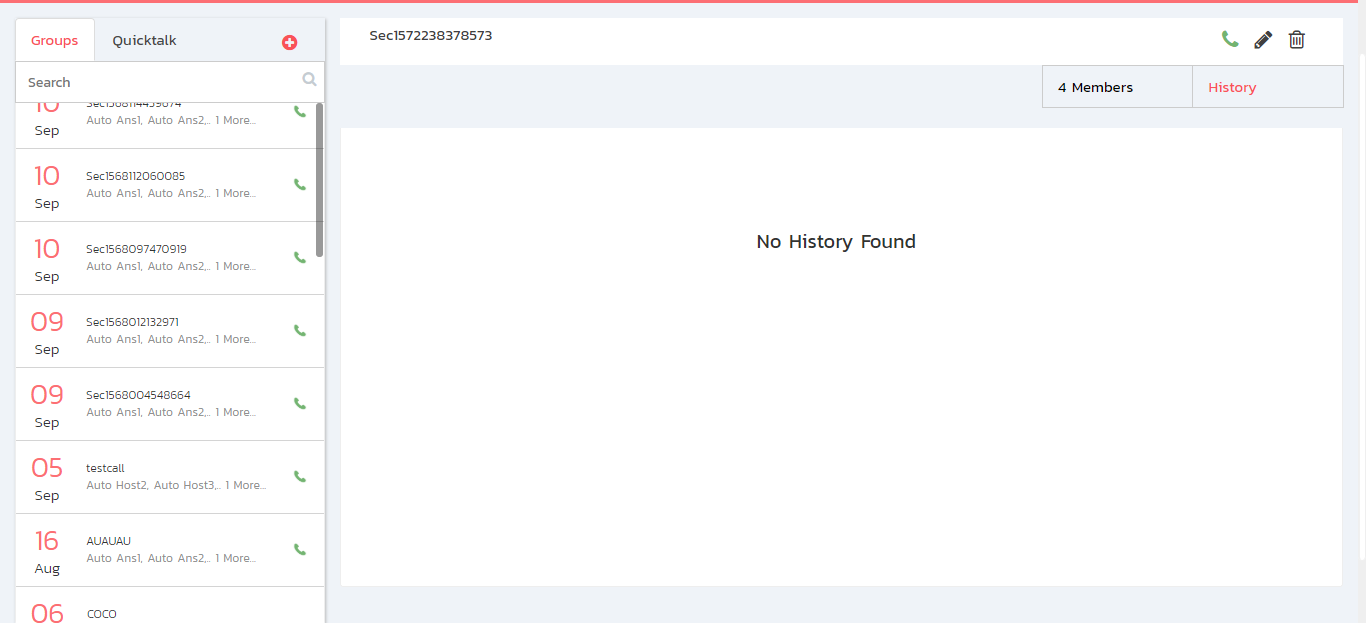 Groups
Quicktalk
Search
10
Sep
Sec1568114459674
Auto Ans1, Auto Ans2,.. 1 More...
10
Sep
Sec1568112060085
Auto Ans1, Auto Ans2,.. 1 More...
10
Sep
Sec1568097470919
Auto Ans1, Auto Ans2,.. 1 More...
09
Sep
Sec1568012132971
Auto Ans1, Auto Ans2,.. 1 More...
09
Sep
Sec1568004548664
Auto Ans1, Auto Ans2,.. 1 More...
05
Sep
testcall
Auto Host2, Auto Host3,.. 1 More...
16
Aug
AUAUAU
Auto Ans1, Auto Ans2,.. 1 More...
06
COCO
Sec1572238378573
4 Members
History
No History Found